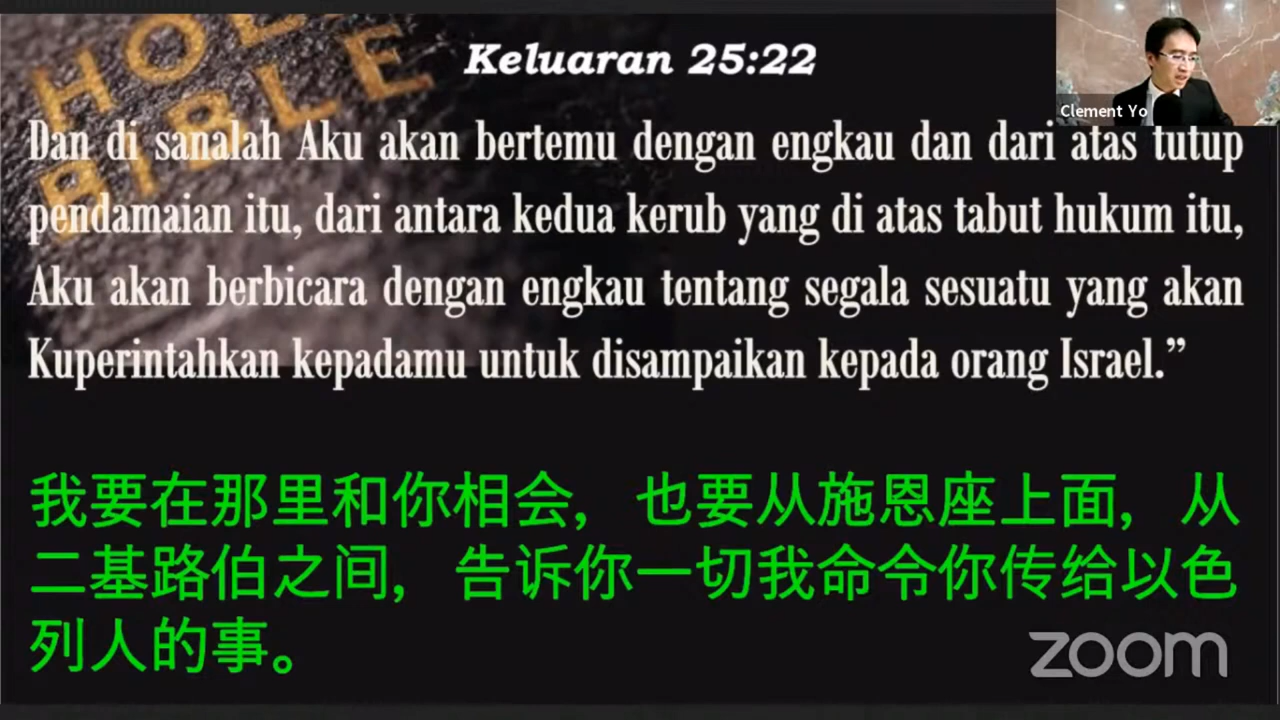 HOLY
BIBLE
Keluaran 25:22
Clement Yo
Dan di sanalah Aku akan bertemu dengan engkau dan dari atas tutup
pendamaian itu, dari antara kedua kerub yang di atas tabut hukum itu,
Aku akan berbicara dengan engkau tentang segala sesuatu yang akan
Kuperintahkan kepadamu untuk disampaikan kepada orang Israel.”
我要在那里和你相会，也要从施恩座上面，从
二基路伯之间，告诉你一切我命令你传给以色
列人的事。
zoom